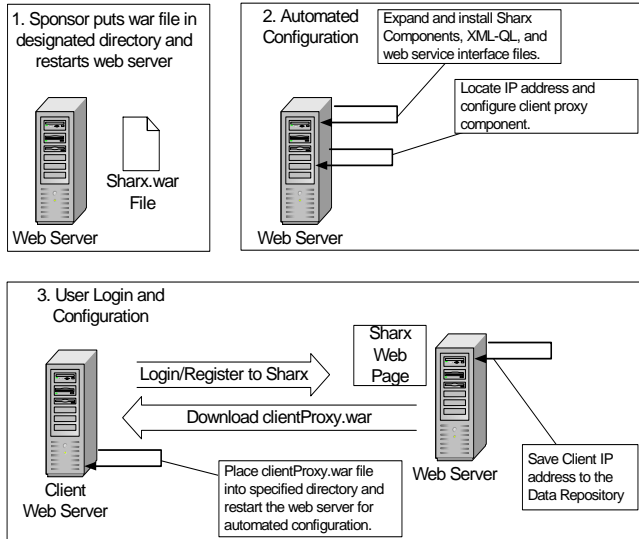 1. Sponsor puts war file in
designated directory and
restarts web server
Sharx.war
File
Web Server
2. Automated
Configuration
Expand and install Sharx
Components, XML-QL, and
web service interface files.
Locate IP address and
configure client proxy
component.
Web Server
3. User Login and
Configuration
Login/Register to Sharx
Download clientProxy.war
Sharx
Web
Page
Client
Web Server
Place clientProxy.war file
into specified directory and
restart the web server for
automated configuration.
Web Server
Save Client IP
address to the
Data Repository